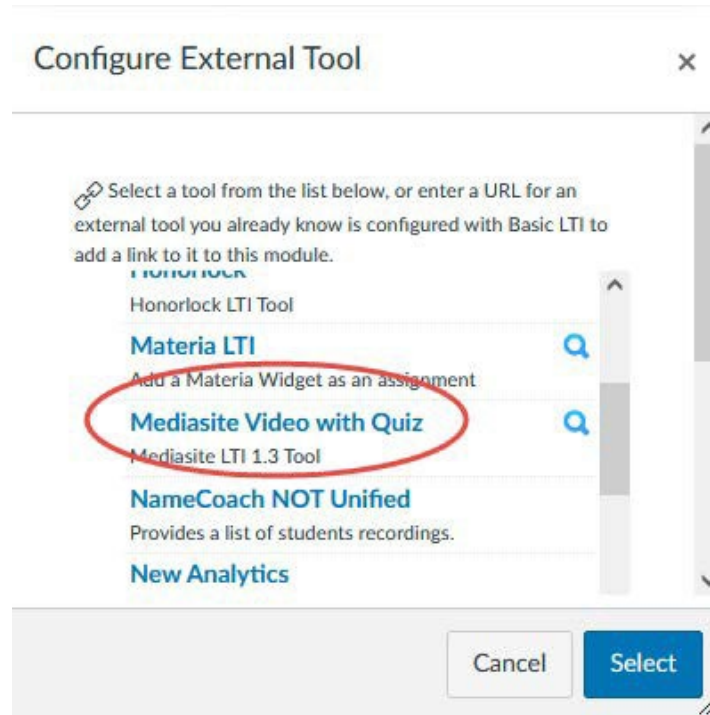 Configure External Tool
×
Select a tool from the list below, or enter a URL for an
external tool you already know is configured with Basic LTI to
add a link to it to this module.
Honorlock
Honorlock LTI Tool
Materia LTI
Add a Materia Widget as an assignment
Mediasite Video with Quiz
Mediasite LTI 1.3 Tool
NameCoach NOT Unified
Provides a list of students recordings.
New Analytics
Cancel
Select